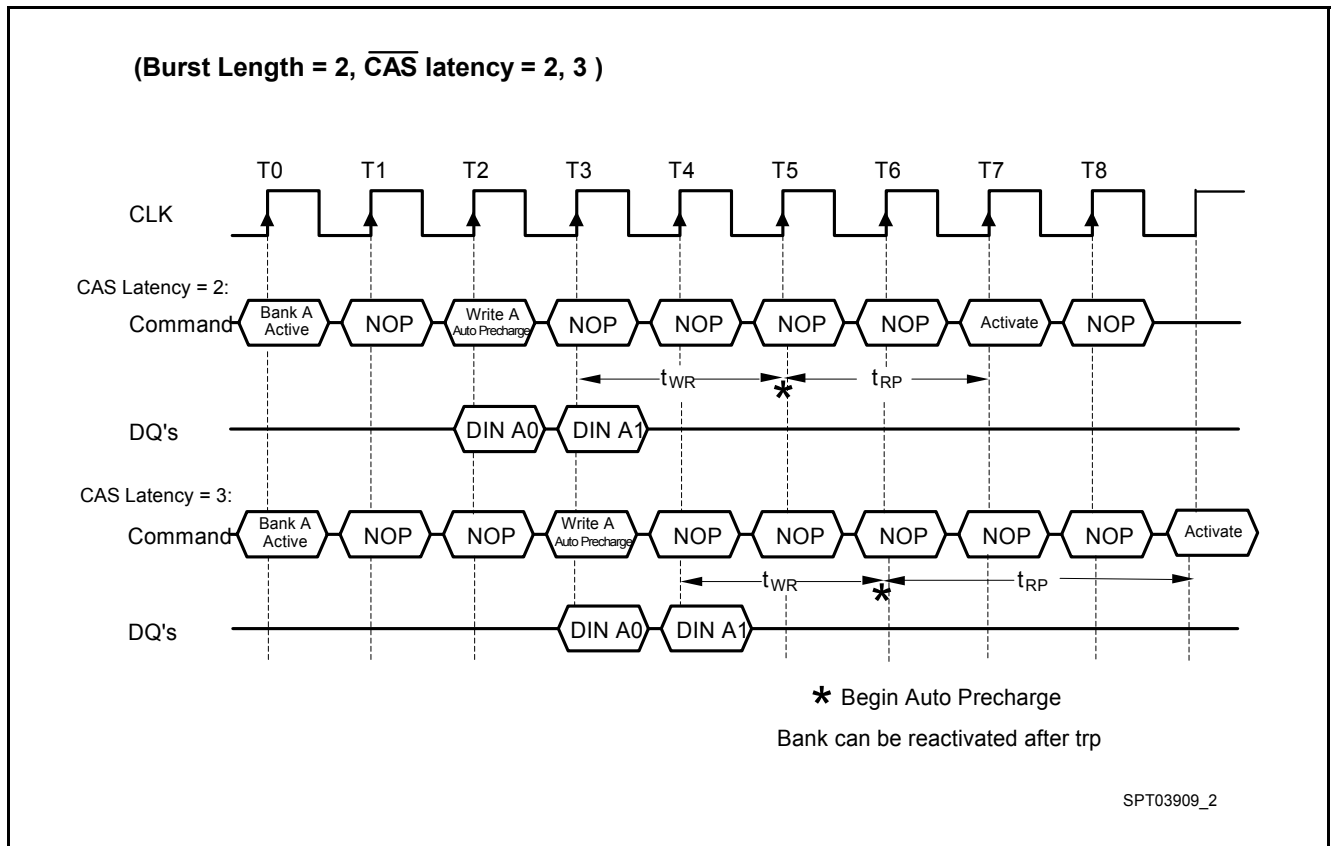 (Burst Length = 2, CAS latency = 2, 3 )
T0 T1 T2 T3 T4 T5 T6 T7 T8
CLK
CAS Latency = 2:
Command Bank A Active NOP Write A Auto Precharge NOP NOP NOP NOP Activate NOP
tWR tRP
*
DQ's DIN A0 DIN A1
CAS Latency = 3:
Command Bank A Active NOP NOP Write A Auto Precharge NOP NOP NOP NOP NOP Activate
tWR tRP
*
DQ's DIN A0 DIN A1
* Begin Auto Precharge
Bank can be reactivated after trp
SPT03909_2